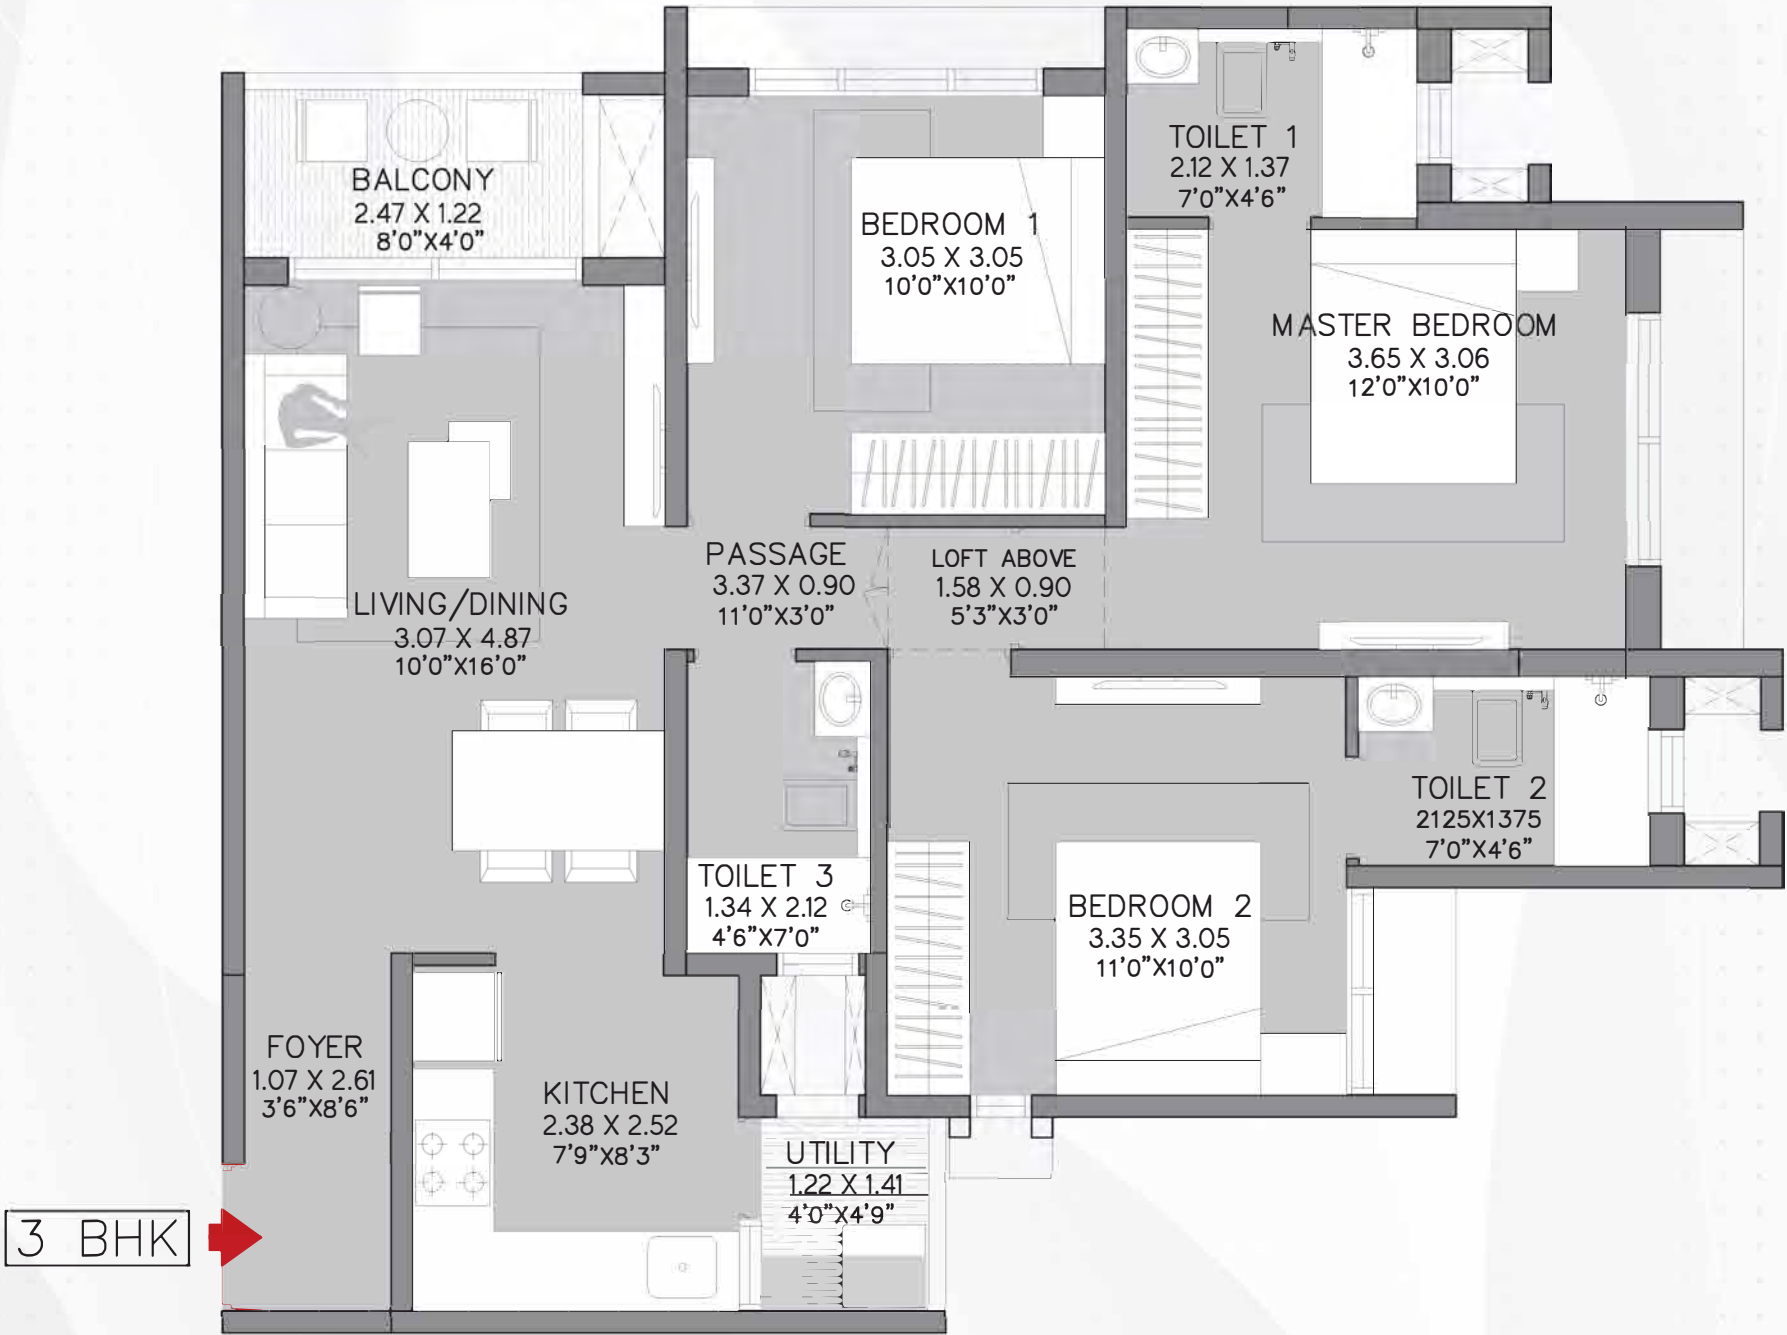 BALCONY
2.47 X 1.22
8'0"X4'0"
BEDROOM 1
3.05 X 3.05
10'0"X10'0"
TOILET 1
2.12 X 1.37
7'0"X4'6"
MASTER BEDROOM
3.65 X 3.06
12'0"X10'0"
LIVING/DINING
3.07 X 4.87
10'0"X16'0"
PASSAGE
3.37 X 0.90
11'0"X3'0"
LOFT ABOVE
1.58 X 0.90
5'3"X3'0"
TOILET 2
2125X1375
7'0"X4'6"
TOILET 3
1.34 X 2.12
4'6"X7'0"
BEDROOM 2
3.35 X 3.05
11'0"X10'0"
FOYER
1.07 X 2.61
3'6"X8'6"
KITCHEN
2.38 X 2.52
7'9"X8'3"
UTILITY
1.22 X 1.41
4'0"X4'9"
3 BHK